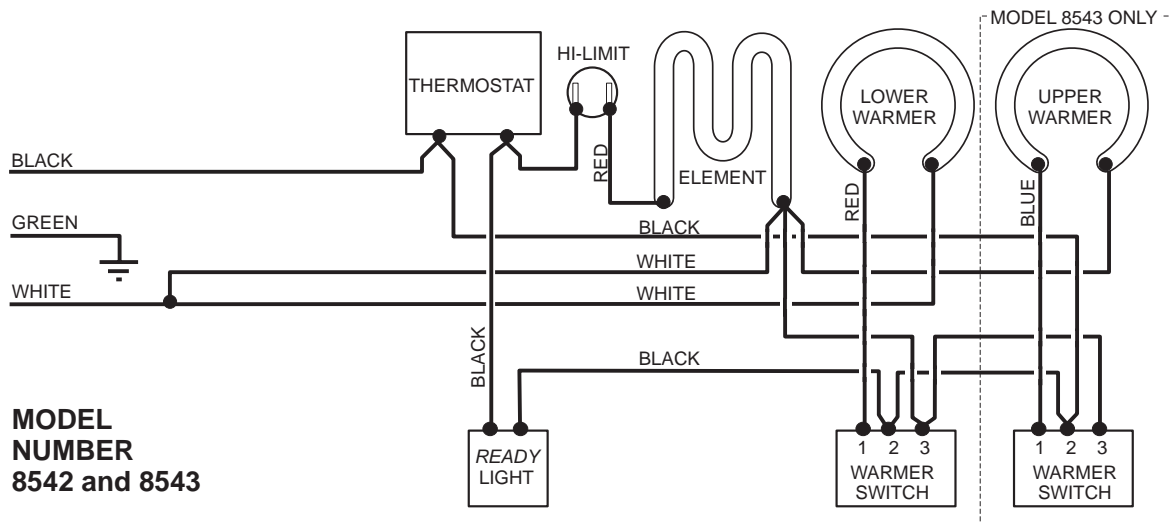 MODEL 8543 ONLY
HI-LIMIT
THERMOSTAT
LOWER
WARMER
UPPER
WARMER
BLACK
RED
ELEMENT
RED
BLUE
GREEN
BLACK
WHITE
WHITE
WHITE
BLACK
BLACK
MODEL
NUMBER
8542 and 8543
READY
LIGHT
1 2 3
WARMER
SWITCH
1 2 3
WARMER
SWITCH